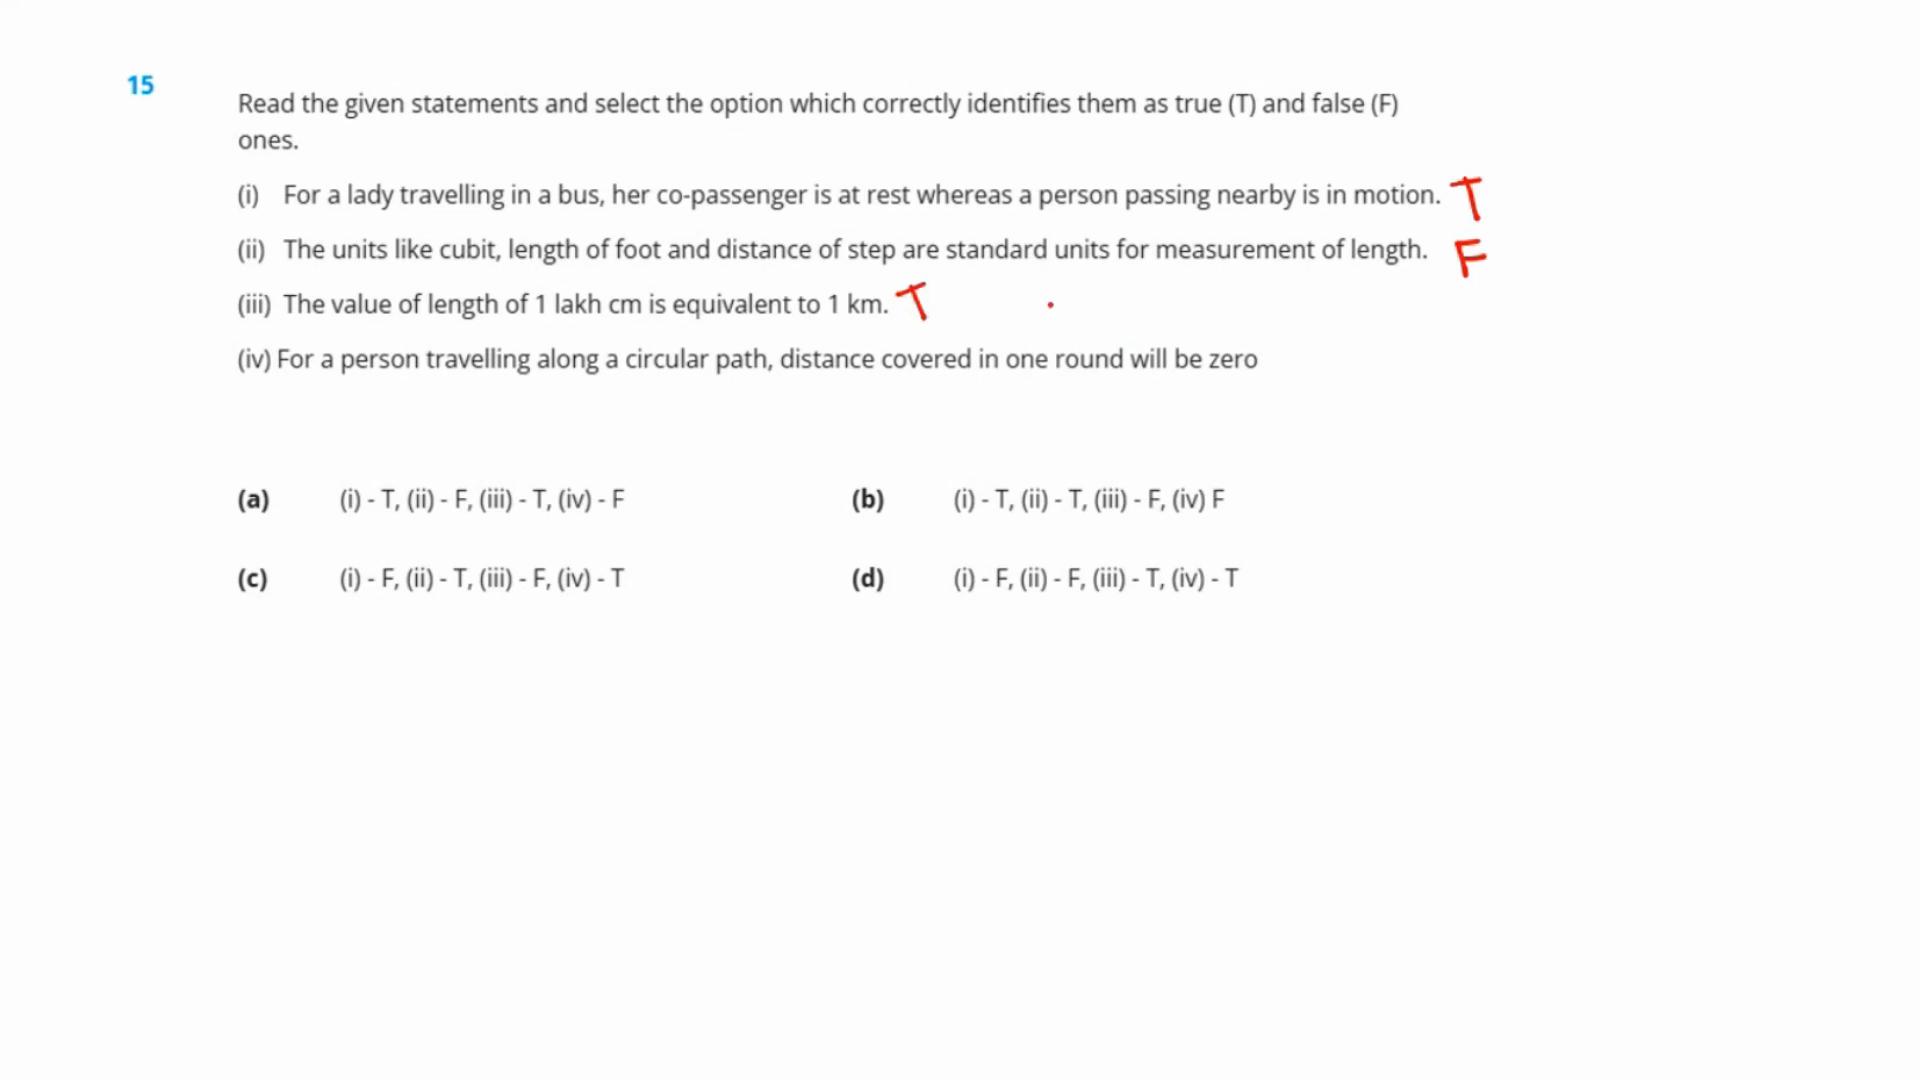 15
Read the given statements and select the option which correctly identifies them as true (T) and false (F)
ones.
(i) For a lady travelling in a bus, her co-passenger is at rest whereas a person passing nearby is in motion. T
(ii) The units like cubit, length of foot and distance of step are standard units for measurement of length. F
(iii) The value of length of 1 lakh cm is equivalent to 1 km. T
(iv) For a person travelling along a circular path, distance covered in one round will be zero
(a) (i) - T, (ii) - F, (iii) - T, (iv) - F (b) (i) - T, (ii) - T, (iii) - F, (iv) F
(c) (i) - F, (ii) - T, (iii) - F, (iv) - T (d) (i) - F, (ii) - F, (iii) - T, (iv) - T